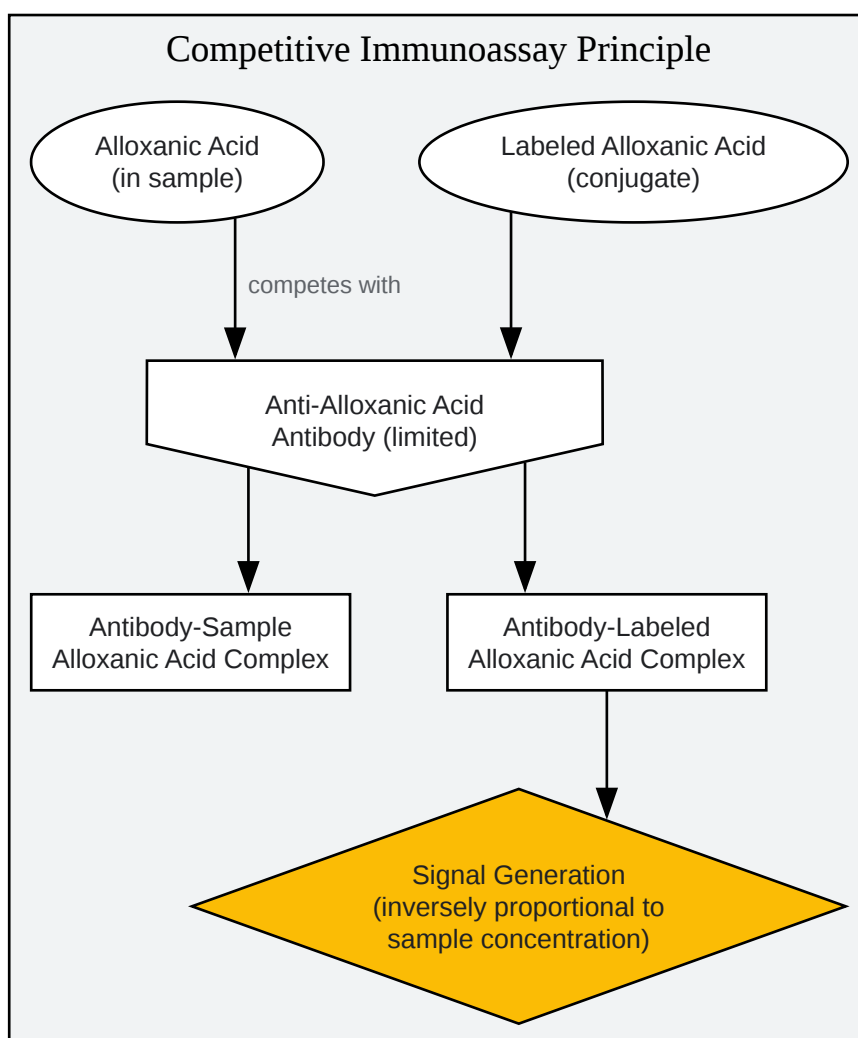 Competitive Immunoassay Principle
Alloxanic Acid
(in sample)
Labeled Alloxanic Acid
(conjugate)
competes with
Anti-Alloxanic Acid
Antibody (limited)
Antibody-Sample
Alloxanic Acid Complex
Antibody-Labeled
Alloxanic Acid Complex
Signal Generation
(inversely proportional to
sample concentration)